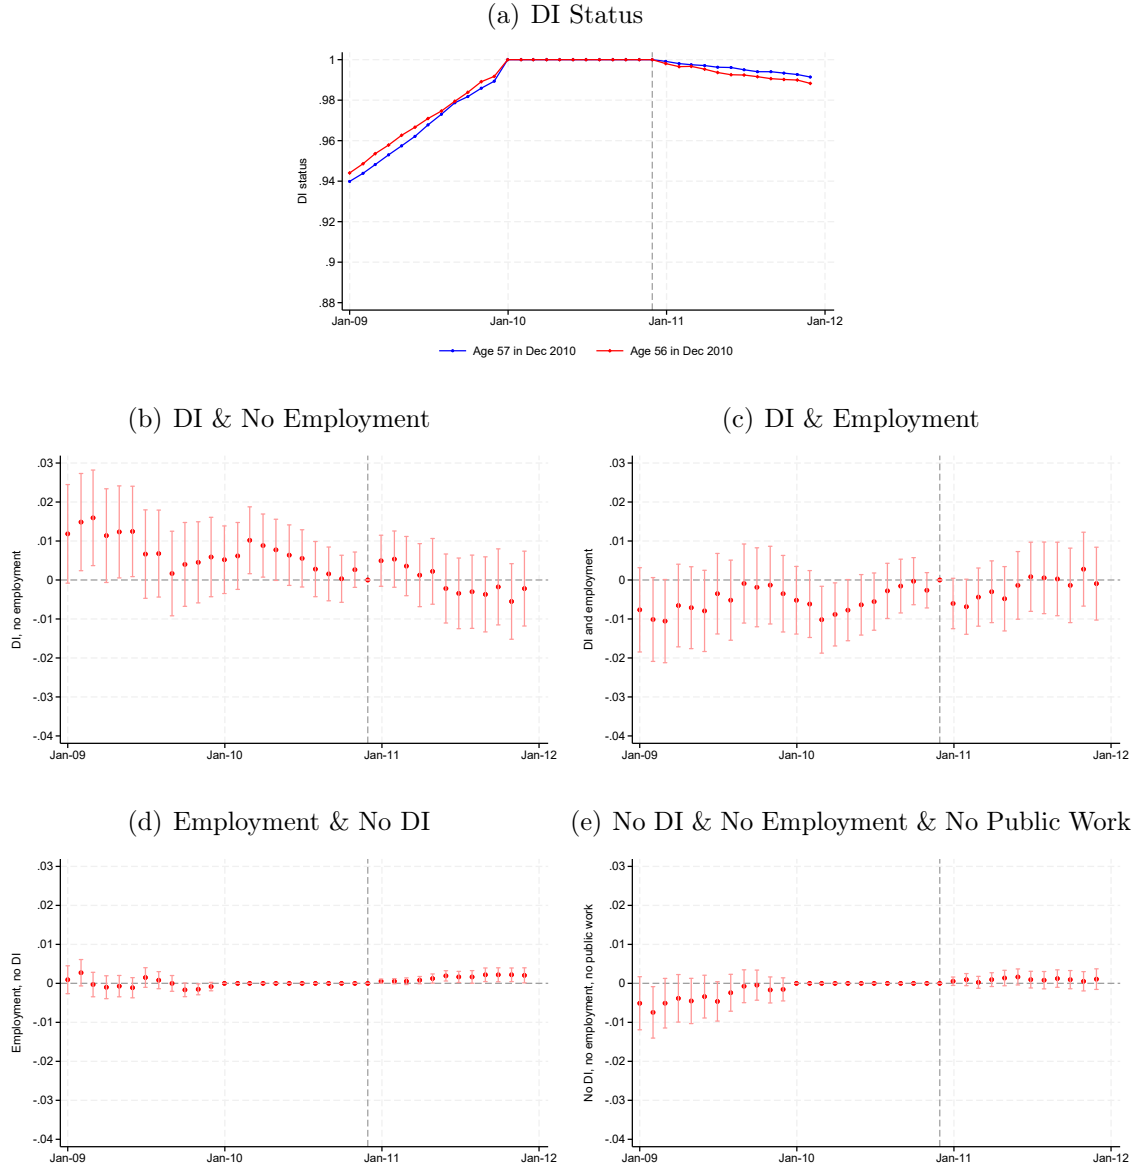 (a) DI Status
1
.98
.96
.94
.92
.9
.88
DI status
Jan-09 Jan-10 Jan-11 Jan-12
Age 57 in Dec 2010 Age 56 in Dec 2010
(b) DI & No Employment
.03
.02
.01
0
-.01
-.02
-.03
-.04
DI, no employment
Jan-09 Jan-10 Jan-11 Jan-12
(c) DI & Employment
.03
.02
.01
0
-.01
-.02
-.03
-.04
DI and employment
Jan-09 Jan-10 Jan-11 Jan-12
(d) Employment & No DI
.03
.02
.01
0
-.01
-.02
-.03
-.04
Employment, no DI
Jan-09 Jan-10 Jan-11 Jan-12
(e) No DI & No Employment & No Public Work
.03
.02
.01
0
-.01
-.02
-.03
-.04
No DI, no employment, no public work
Jan-09 Jan-10 Jan-11 Jan-12